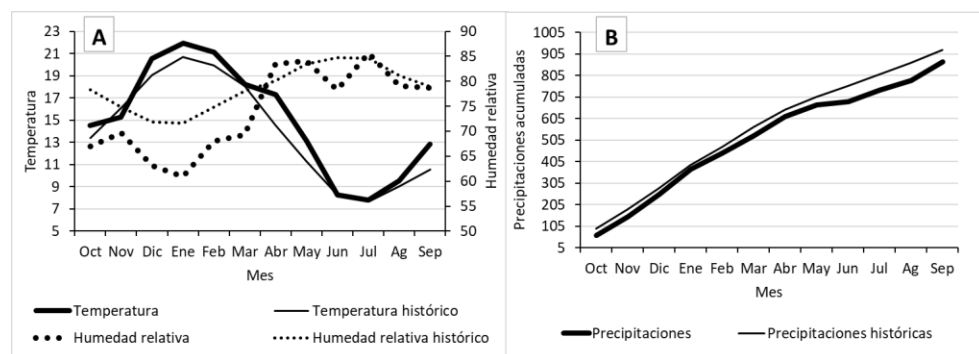 A
Temperatura
23
21
19
17
15
13
11
9
7
5
90
85
80
75
70
65
60
55
50
Humedad relativa
Oct Nov Dic Ene Feb Mar Abr May Jun Jul Ag Sep
Mes
Temperatura
Temperatura histórico
Humedad relativa
Humedad relativa histórico
B
Precipitaciones acumuladas
1005
905
805
705
605
505
405
305
205
105
5
Oct Nov Dic Ene Feb Mar Abr May Jun Jul Ag Sep
Mes
Precipitaciones
Precipitaciones históricas